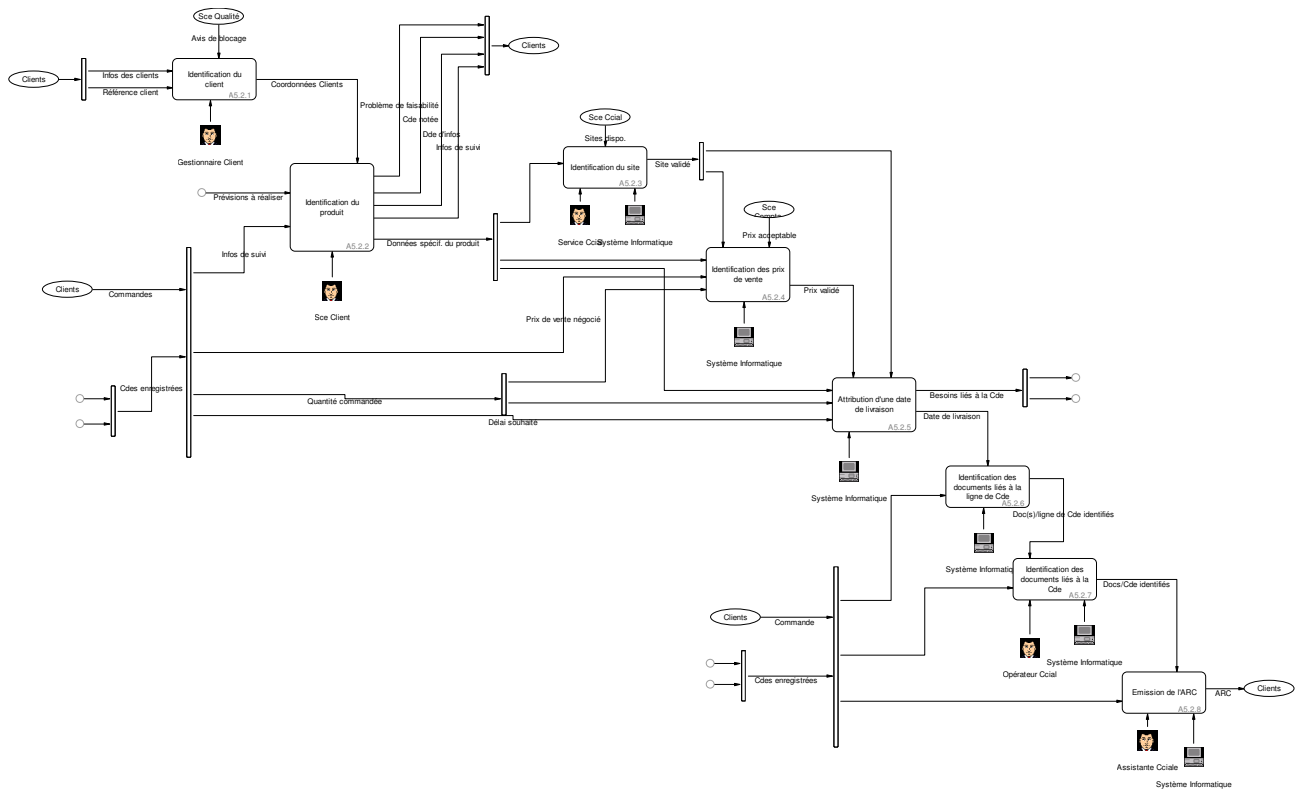 Sce Qualité
Avis de blocage
Clients
Infos des clients
Référence client
Identification du
client
A5.2.1
Coordonnées Clients
Gestionnaire Client
Clients
Problème de faisabilité
Cde notée
Dde d'infos
Infos de suivi
Prévisions à réaliser
Identification du
produit
A5.2.2
Infos de suivi
Données spécif. du produit
Sce Client
Sce Ccial
Sites dispo.
Identification du site
A5.2.3
Site validé
Service Ccial
Système Informatique
Sce
Compta
Prix acceptable
Identification des prix
de vente
A5.2.4
Prix validé
Système Informatique
Clients
Commandes
Cdes enregistrées
Prix de vente négocié
Quantité commandée
Délai souhaité
Attribution d'une date
de livraison
A5.2.5
Besoins liés à la Cde
Date de livraison
Système Informatique
Identification des
documents liés à la
ligne de Cde
A5.2.6
Doc(s)/ligne de Cde identifiés
Système Informatiq
Identification des
documents liés à la
Cde
A5.2.7
Docs/Cde identifiés
Opérateur Ccial
Système Informatique
Clients
Commande
Cdes enregistrées
Emission de l'ARC
A5.2.8
ARC
Clients
Assistante Cciale
Système Informatique